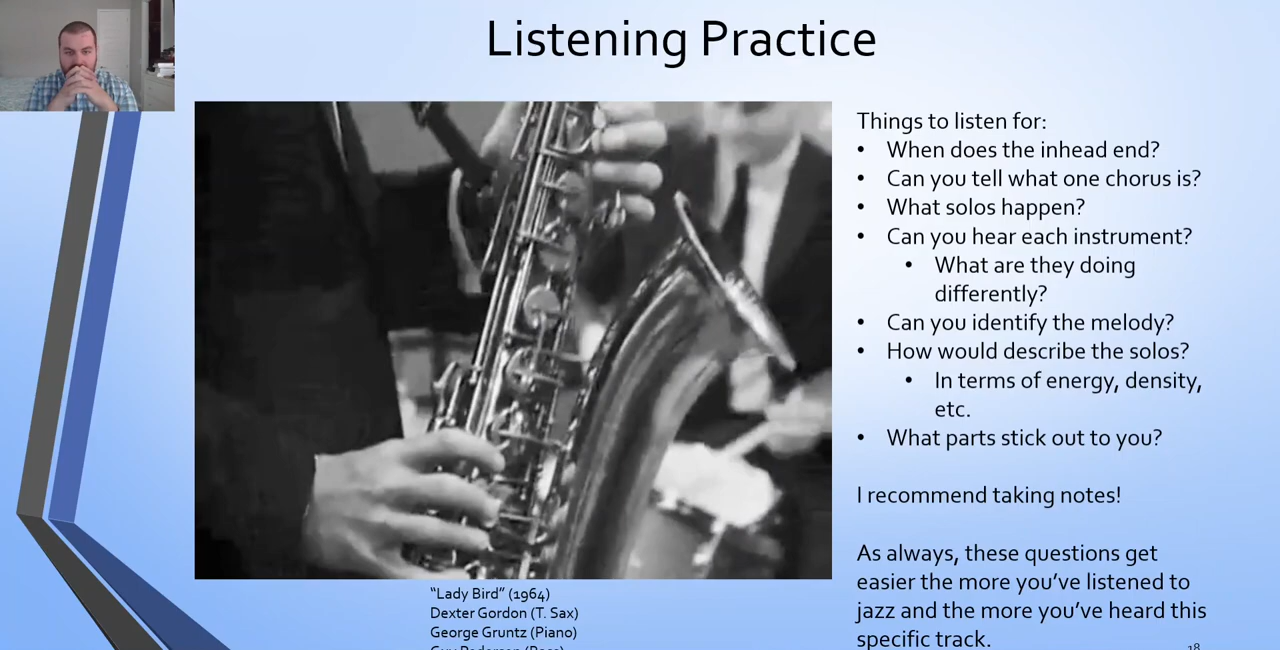 Listening Practice
Things to listen for:
• When does the inhead end?
• Can you tell what one chorus is?
• What solos happen?
• Can you hear each instrument?
• What are they doing
differently?
• Can you identify the melody?
• How would describe the solos?
• In terms of energy, density,
etc.
• What parts stick out to you?
I recommend taking notes!
As always, these questions get
easier the more you’ve listened to
jazz and the more you’ve heard this
specific track.
“Lady Bird” (1964)
Dexter Gordon (T. Sax)
George Gruntz (Piano)
18